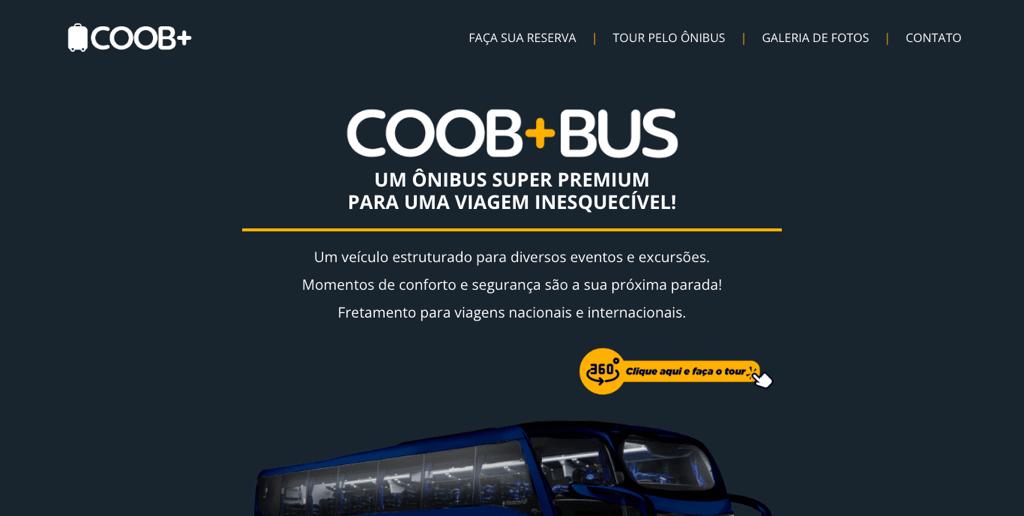 COOB+
FAÇA SUA RESERVA | TOUR PELO ÔNIBUS | GALERIA DE FOTOS | CONTATO
COOB+BUS
UM ÔNIBUS SUPER PREMIUM
PARA UMA VIAGEM INESQUECÍVEL!
Um veículo estruturado para diversos eventos e excursões.
Momentos de conforto e segurança são a sua próxima parada!
Fretamento para viagens nacionais e internacionais.
360° Clique aqui e faça o tour